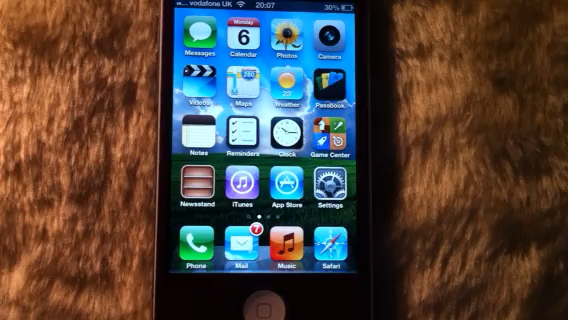 vodafone UK 20:07 30%
Monday
6
Messages Calendar Photos Camera
280
23°
Videos Maps Weather Passbook
Notes Reminders Clock Game Center
Newsstand iTunes App Store Settings
7
Phone Mail Music Safari